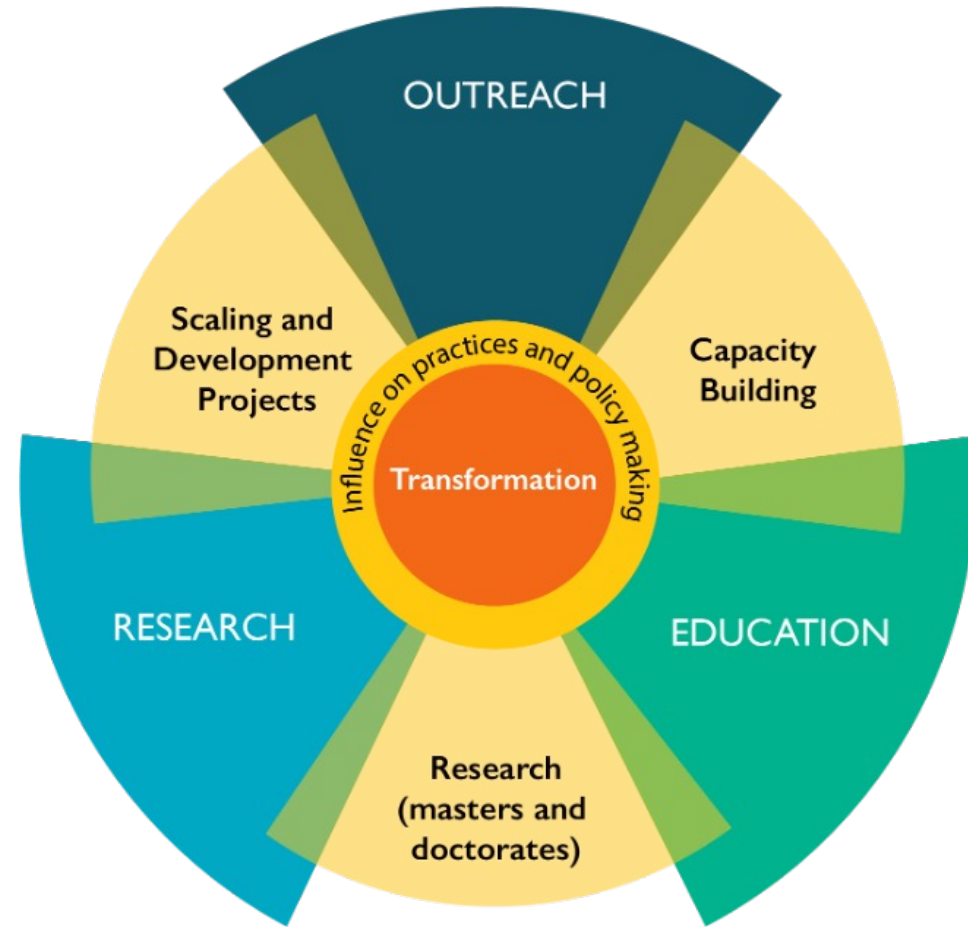 OUTREACH
Scaling and
Development
Projects
Capacity
Building
Influence on practices and policy making
Transformation
RESEARCH
EDUCATION
Research
(masters and
doctorates)